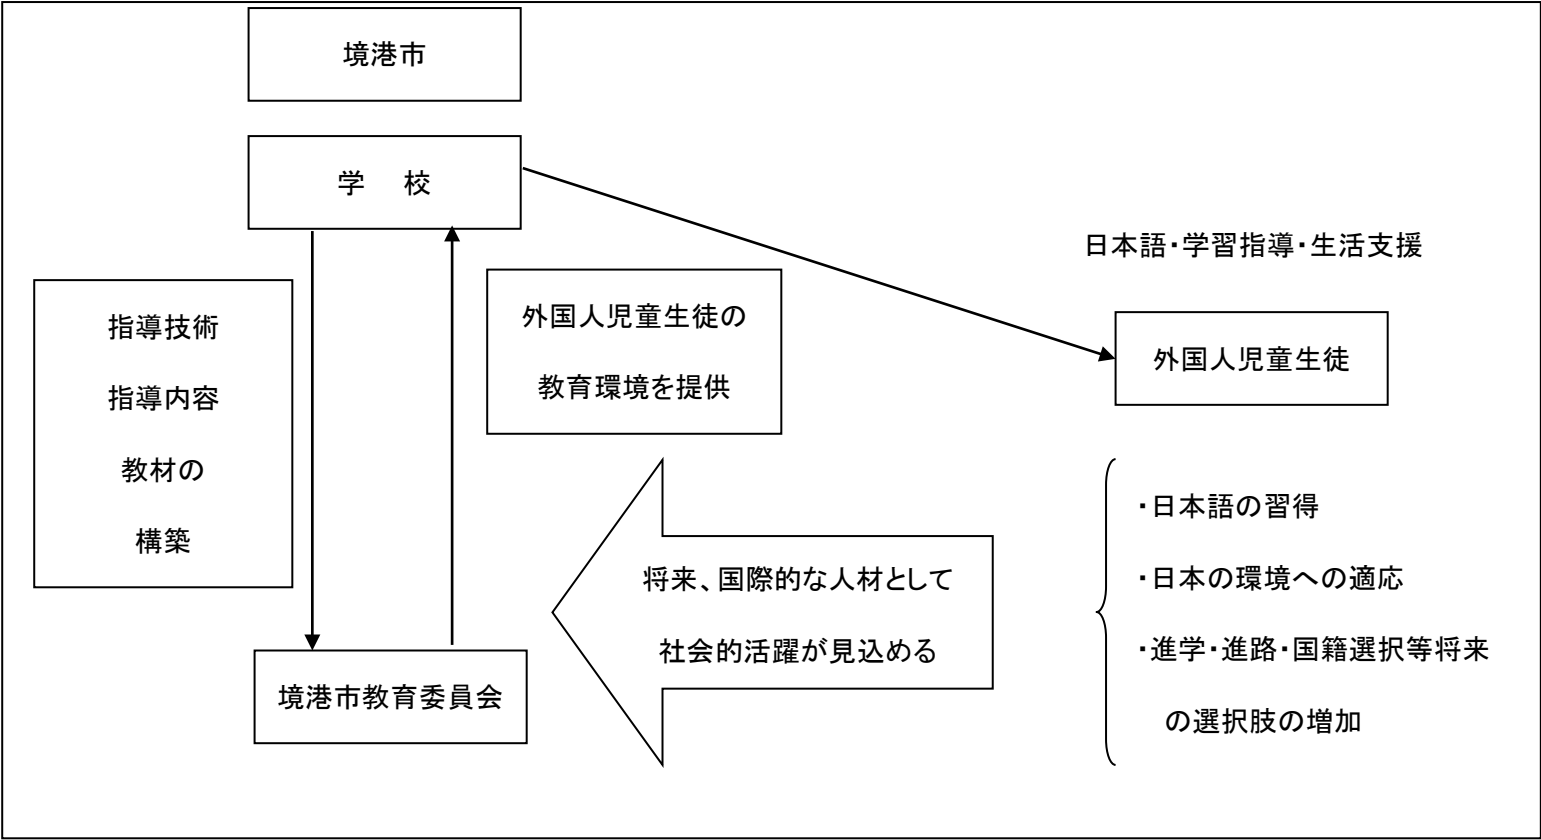 境港市
学　校
日本語・学習指導・生活支援
指導技術
指導内容
教材の
構築
外国人児童生徒の
教育環境を提供
外国人児童生徒
将来、国際的な人材として
社会的活躍が見込める
・日本語の習得
・日本の環境への適応
・進学・進路・国籍選択等将来
の選択肢の増加
境港市教育委員会